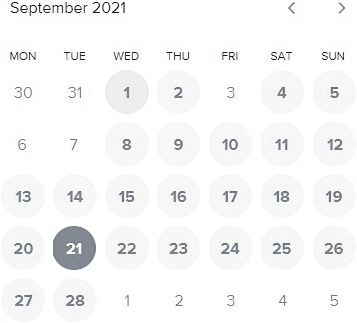 September 2021
MON TUE WED THU FRI SAT SUN
30 31 1 2 3 4 5
6 7 8 9 10 11 12
13 14 15 16 17 18 19
20 21 22 23 24 25 26
27 28 1 2 3 4 5